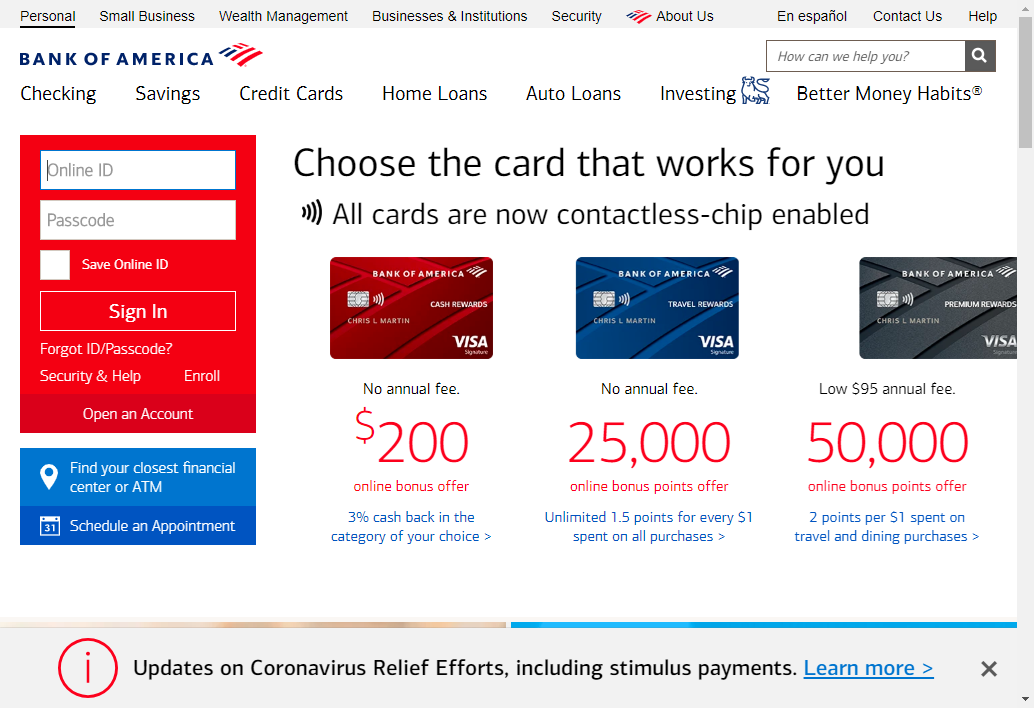 Personal Small Business Wealth Management Businesses & Institutions Security About Us En español Contact Us Help
BANK OF AMERICA
How can we help you?
Checking Savings Credit Cards Home Loans Auto Loans Investing Better Money Habits®
Online ID
Passcode
Save Online ID
Sign In
Forgot ID/Passcode?
Security & Help Enroll
Open an Account
Find your closest financial
center or ATM
31 Schedule an Appointment
Choose the card that works for you
All cards are now contactless-chip enabled
BANK OF AMERICA
CASH REWARDS
CHRIS L MARTIN
VISA
Signature
No annual fee.
$200
online bonus offer
3% cash back in the
category of your choice >
BANK OF AMERICA
TRAVEL REWARDS
CHRIS L MARTIN
VISA
Signature
No annual fee.
25,000
online bonus points offer
Unlimited 1.5 points for every $1
spent on all purchases >
BANK OF AMERICA
PREMIUM REWARDS
CHRIS L MARTIN
VISA
Signature
Low $95 annual fee.
50,000
online bonus points offer
2 points per $1 spent on
travel and dining purchases >
Updates on Coronavirus Relief Efforts, including stimulus payments. Learn more >